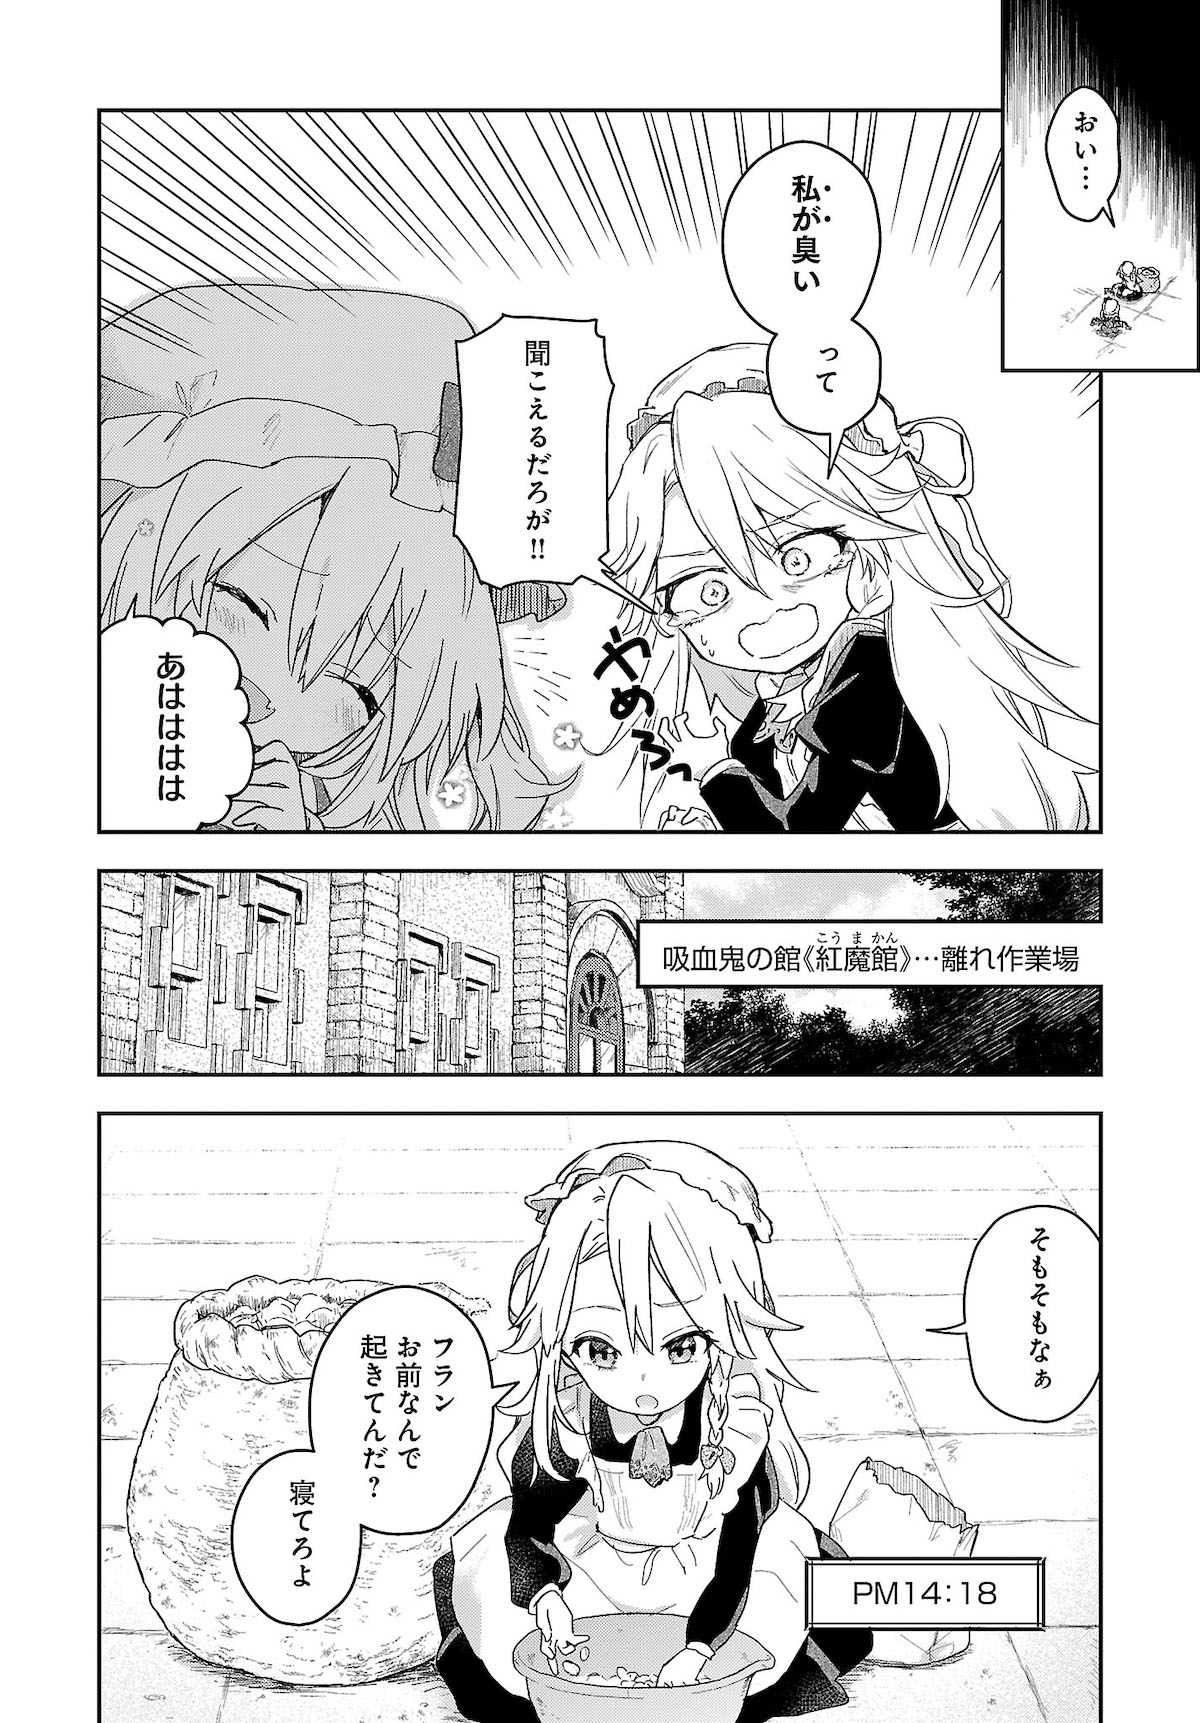 おい…
私が臭い
って
聞こえるだろが!!
やめろっ
あはははは
吸血鬼の館《紅魔館》…離れ作業場
こうまかん
そもそもなぁ
フラン
お前なんで
起きてんだ?
寝てろよ
PM14:18